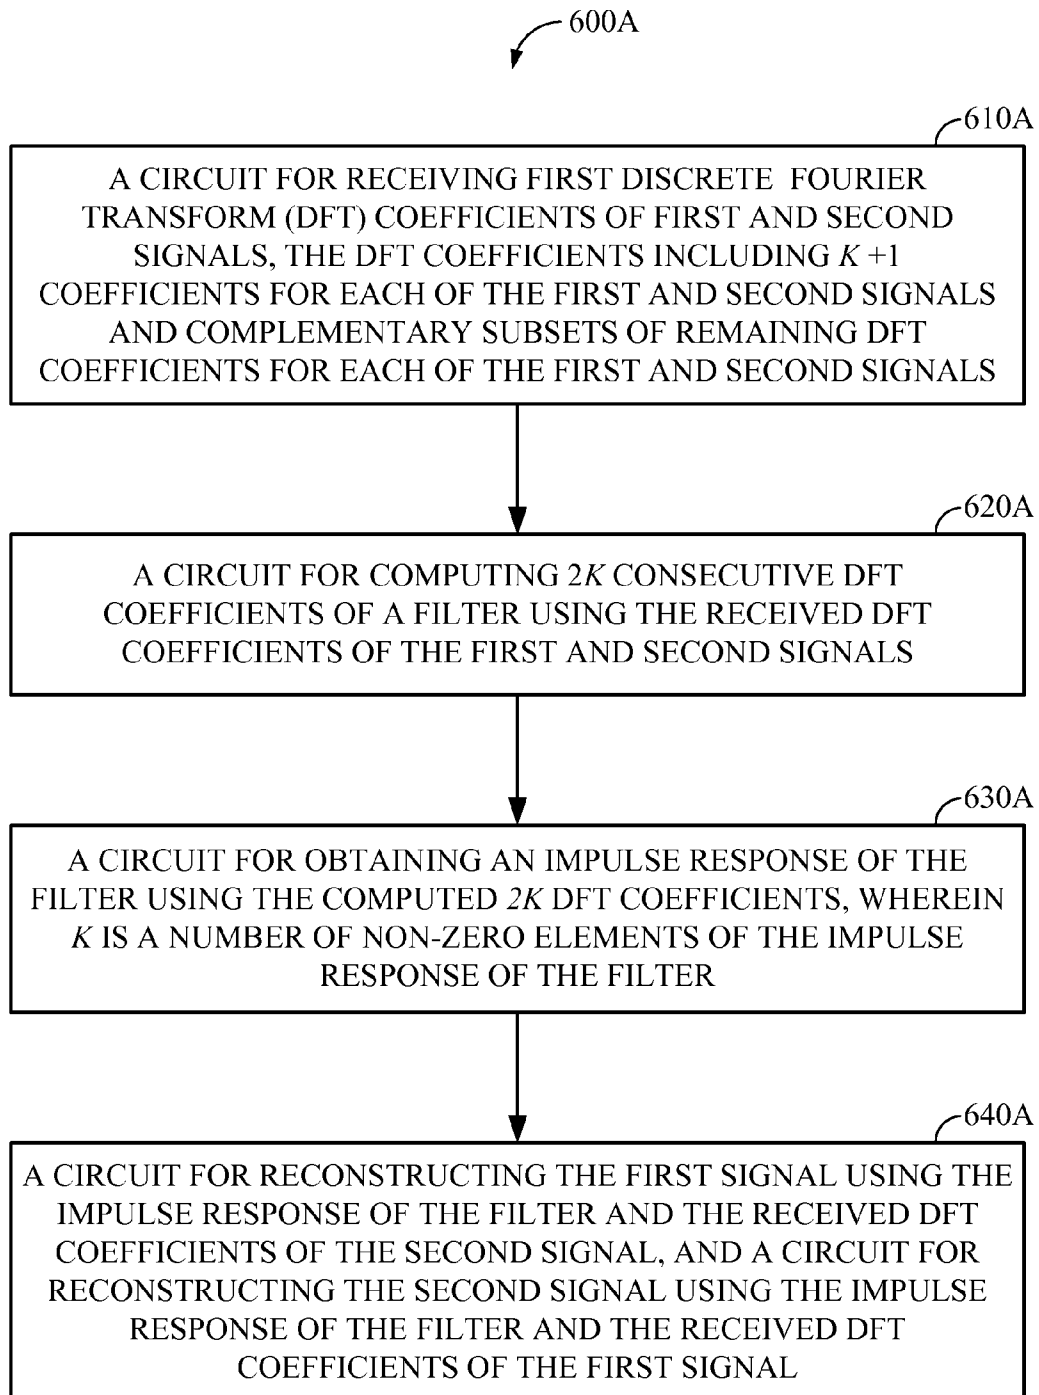 600A
610A
A CIRCUIT FOR RECEIVING FIRST DISCRETE FOURIER
TRANSFORM (DFT) COEFFICIENTS OF FIRST AND SECOND
SIGNALS, THE DFT COEFFICIENTS INCLUDING K +1
COEFFICIENTS FOR EACH OF THE FIRST AND SECOND SIGNALS
AND COMPLEMENTARY SUBSETS OF REMAINING DFT
COEFFICIENTS FOR EACH OF THE FIRST AND SECOND SIGNALS
620A
A CIRCUIT FOR COMPUTING 2K CONSECUTIVE DFT
COEFFICIENTS OF A FILTER USING THE RECEIVED DFT
COEFFICIENTS OF THE FIRST AND SECOND SIGNALS
630A
A CIRCUIT FOR OBTAINING AN IMPULSE RESPONSE OF THE
FILTER USING THE COMPUTED 2K DFT COEFFICIENTS, WHEREIN
K IS A NUMBER OF NON-ZERO ELEMENTS OF THE IMPULSE
RESPONSE OF THE FILTER
640A
A CIRCUIT FOR RECONSTRUCTING THE FIRST SIGNAL USING THE
IMPULSE RESPONSE OF THE FILTER AND THE RECEIVED DFT
COEFFICIENTS OF THE SECOND SIGNAL, AND A CIRCUIT FOR
RECONSTRUCTING THE SECOND SIGNAL USING THE IMPULSE
RESPONSE OF THE FILTER AND THE RECEIVED DFT
COEFFICIENTS OF THE FIRST SIGNAL